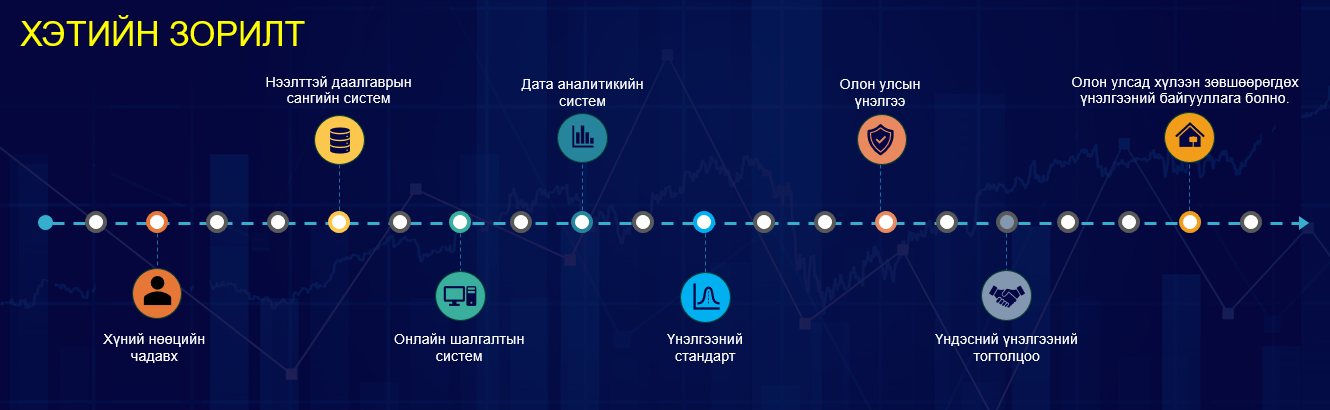 ХЭТИЙН ЗОРИЛТ
Нээлттэй даалгаврын
сангийн систем
Дата аналитикийн
систем
Олон улсын
үнэлгээ
Олон улсад хүлээн зөвшөөрөгдөх
үнэлгээний байгууллага болно.
Хүний нөөцийн
чадавх
Онлайн шалгалтын
систем
Үнэлгээний
стандарт
Үндэсний үнэлгээний
тогтолцоо